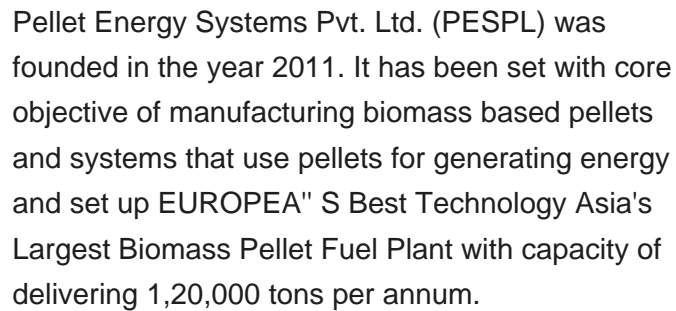 Pellet Energy Systems Pvt. Ltd. (PESPL) was
founded in the year 2011. It has been set with core
objective of manufacturing biomass based pellets
and systems that use pellets for generating energy
and set up EUROPEA" S Best Technology Asia's
Largest Biomass Pellet Fuel Plant with capacity of
delivering 1,20,000 tons per annum.